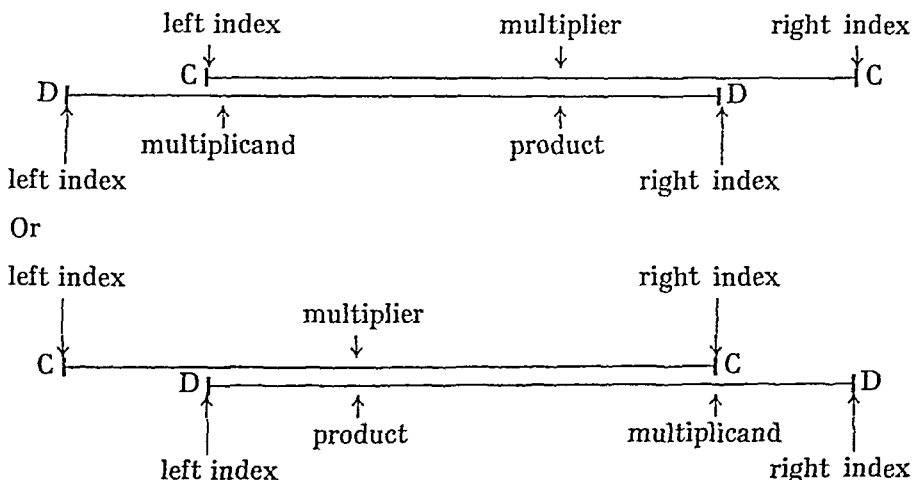 left index multiplier right index
C C
D D
multiplicand product
left index right index
Or
left index right index
multiplier
C C
D D
product multiplicand
left index right index